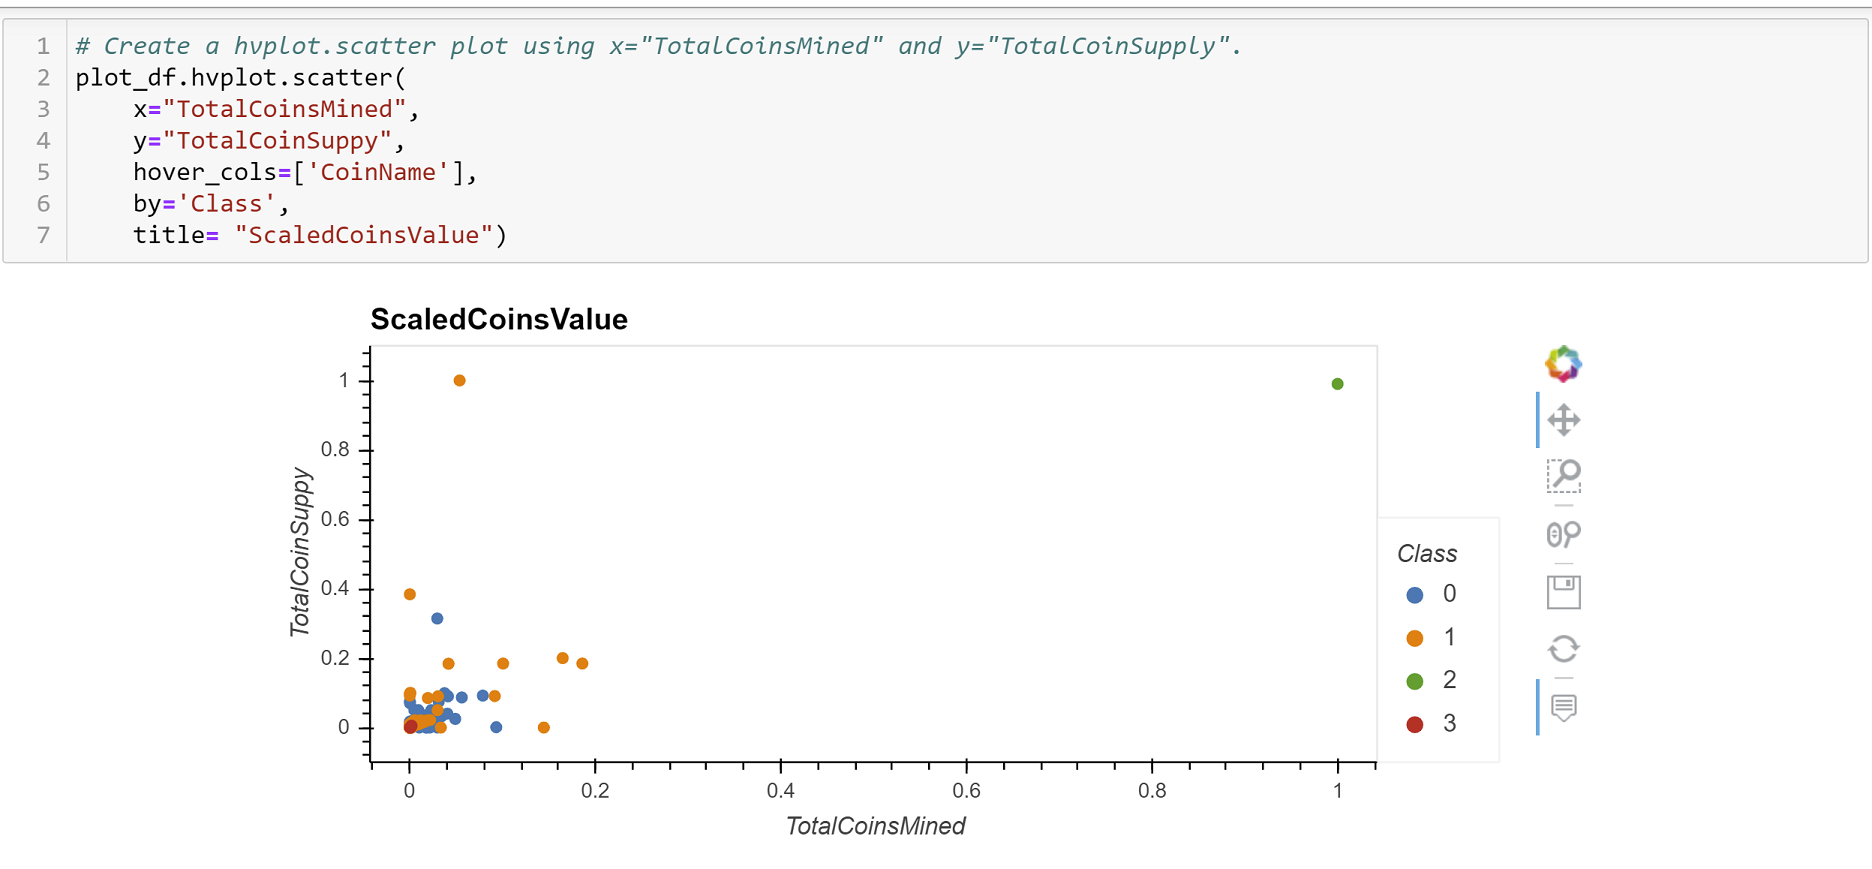 1 # Create a hvplot.scatter plot using x="TotalCoinsMined" and y="TotalCoinSupply".
2 plot_df.hvplot.scatter(
3     x="TotalCoinsMined",
4     y="TotalCoinSuppy",
5     hover_cols=['CoinName'],
6     by='Class',
7     title= "ScaledCoinsValue")
ScaledCoinsValue
1
0.8
0.6
0.4
0.2
0
TotalCoinSuppy
0 0.2 0.4 0.6 0.8 1
TotalCoinsMined
Class
0
1
2
3